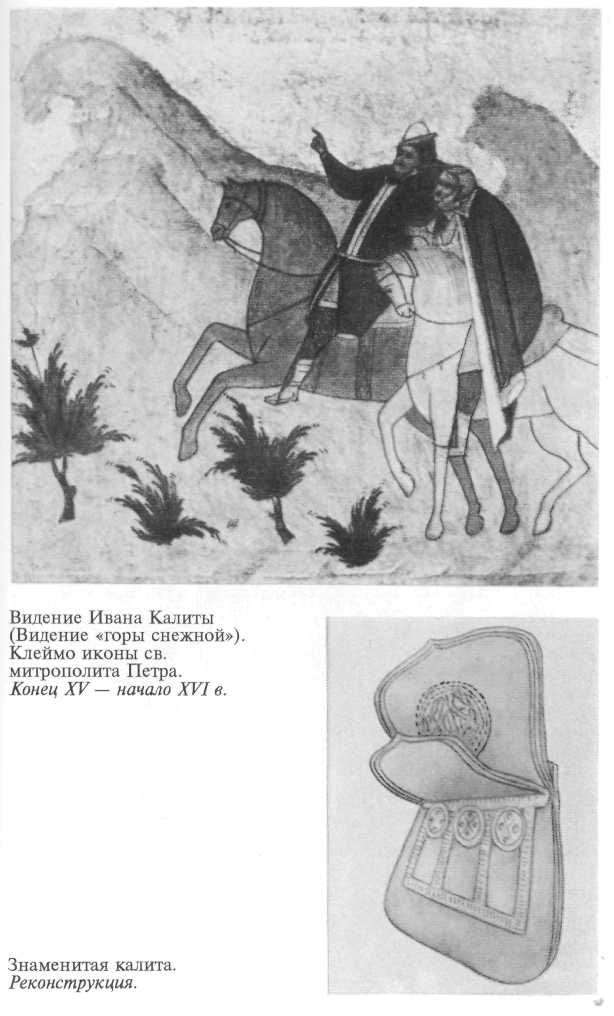 Видение Ивана Калиты
(Видение «горы снежной»).
Клеймо иконы св.
митрополита Петра.
Конец XV — начало XVI в.
Знаменитая калита.
Реконструкция.